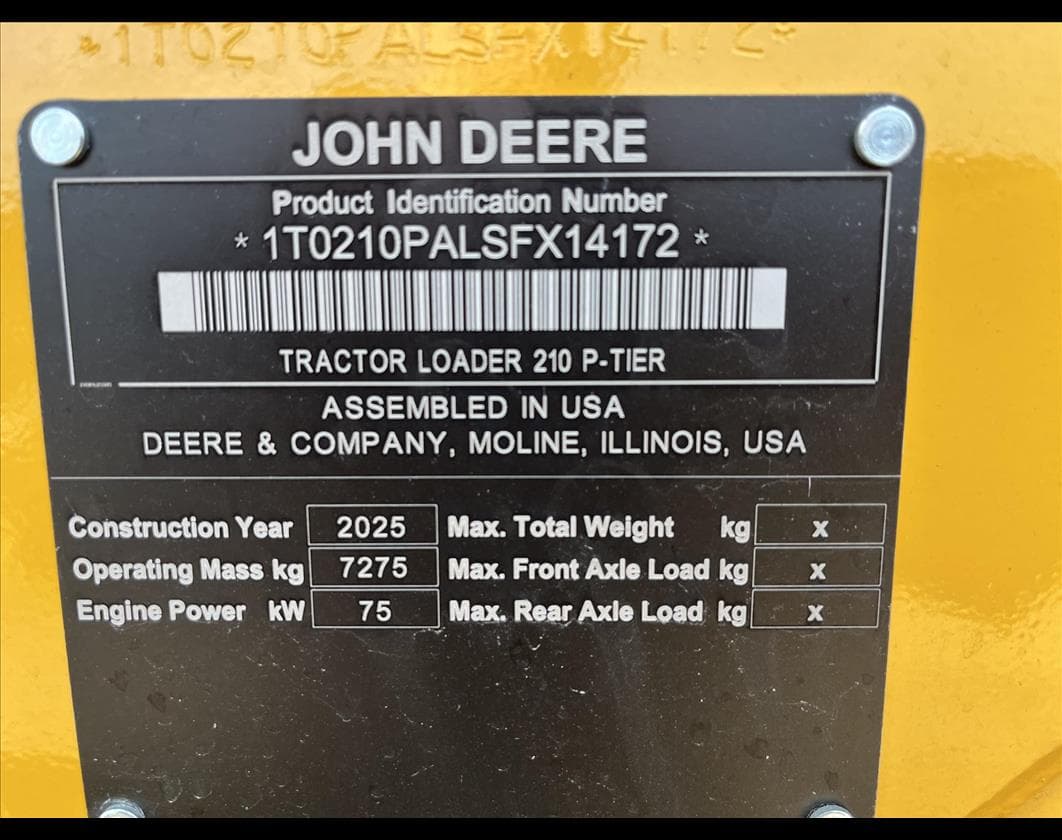 *1T0210PALSFX14172*
JOHN DEERE
Product Identification Number
* 1T0210PALSFX14172 *
TRACTOR LOADER 210 P-TIER
ASSEMBLED IN USA
DEERE & COMPANY, MOLINE, ILLINOIS, USA
Construction Year 2025 Max. Total Weight kg x
Operating Mass kg 7275 Max. Front Axle Load kg x
Engine Power kW 75 Max. Rear Axle Load kg x